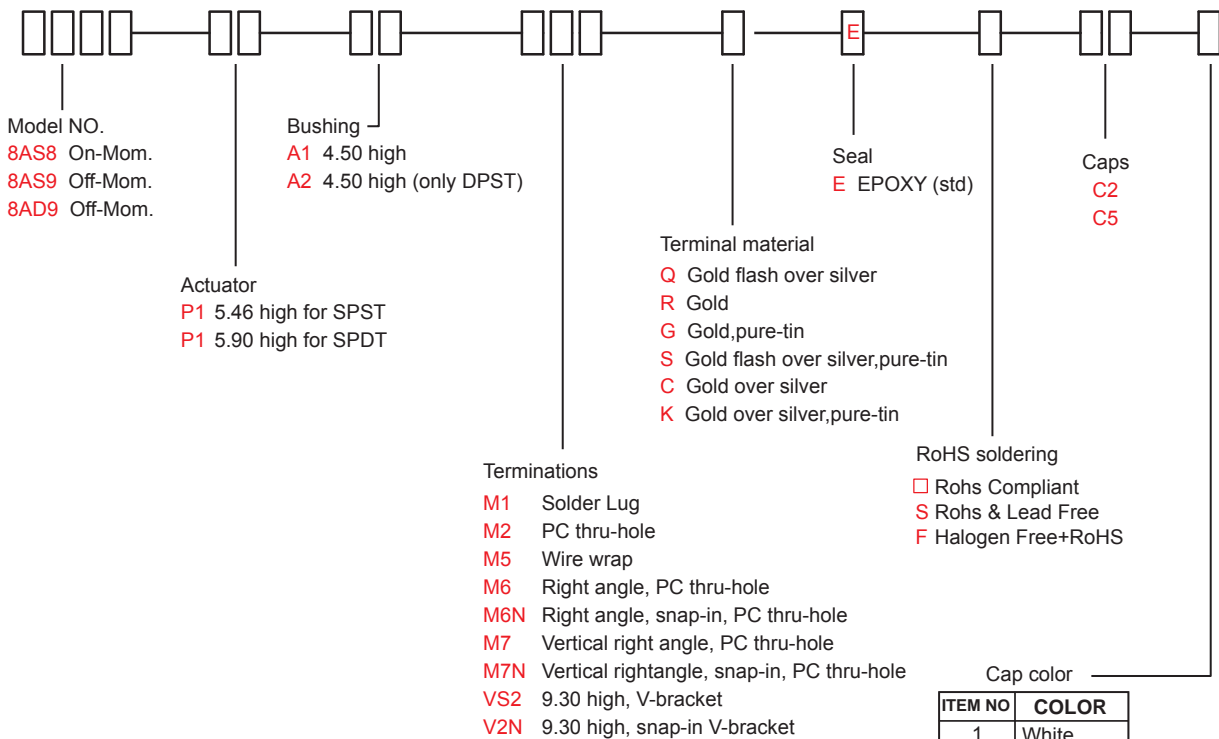 E
Model NO.
8AS8 On-Mom.
8AS9 Off-Mom.
8AD9 Off-Mom.
Actuator
P1 5.46 high for SPST
P1 5.90 high for SPDT
Bushing
A1 4.50 high
A2 4.50 high (only DPST)
Terminations
M1 Solder Lug
M2 PC thru-hole
M5 Wire wrap
M6 Right angle, PC thru-hole
M6N Right angle, snap-in, PC thru-hole
M7 Vertical right angle, PC thru-hole
M7N Vertical rightangle, snap-in, PC thru-hole
VS2 9.30 high, V-bracket
V2N 9.30 high, snap-in V-bracket
Terminal material
Q Gold flash over silver
R Gold
G Gold,pure-tin
S Gold flash over silver,pure-tin
C Gold over silver
K Gold over silver,pure-tin
Seal
E EPOXY (std)
RoHS soldering
□ Rohs Compliant
S Rohs & Lead Free
F Halogen Free+RoHS
Caps
C2
C5
Cap color
ITEM NO COLOR
1 White